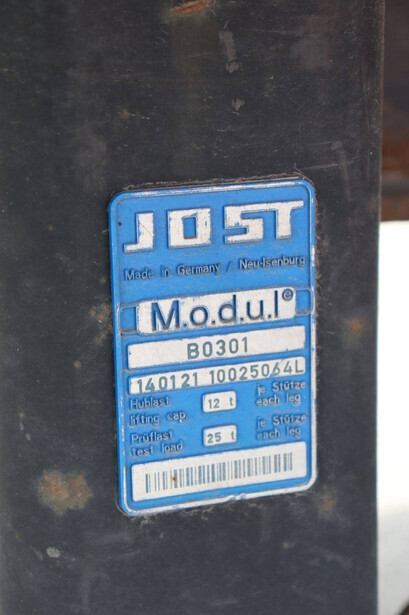 JOST
Made in Germany / Neu-Isenburg
M.o.d.u.l®
B0301
140121 10025064L
Hublast 12 t je Stütze
lifting cap. each leg
Prüflast 25 t je Stütze
test load each leg